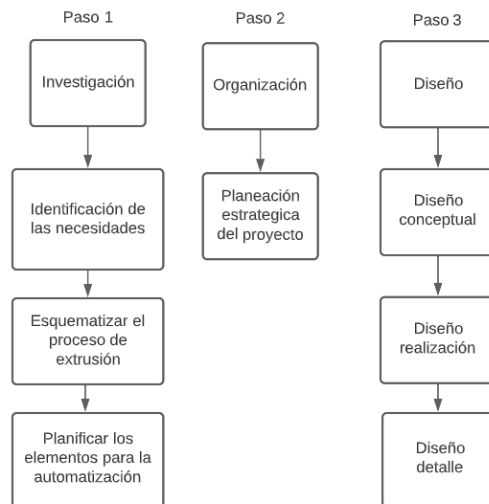 Paso 1
Investigación
Identificación de
las necesidades
Esquematizar el
proceso de
extrusión
Planificar los
elementos para la
automatización
Paso 2
Organización
Planeación
estrategica
del proyecto
Paso 3
Diseño
Diseño
conceptual
Diseño
realización
Diseño
detalle